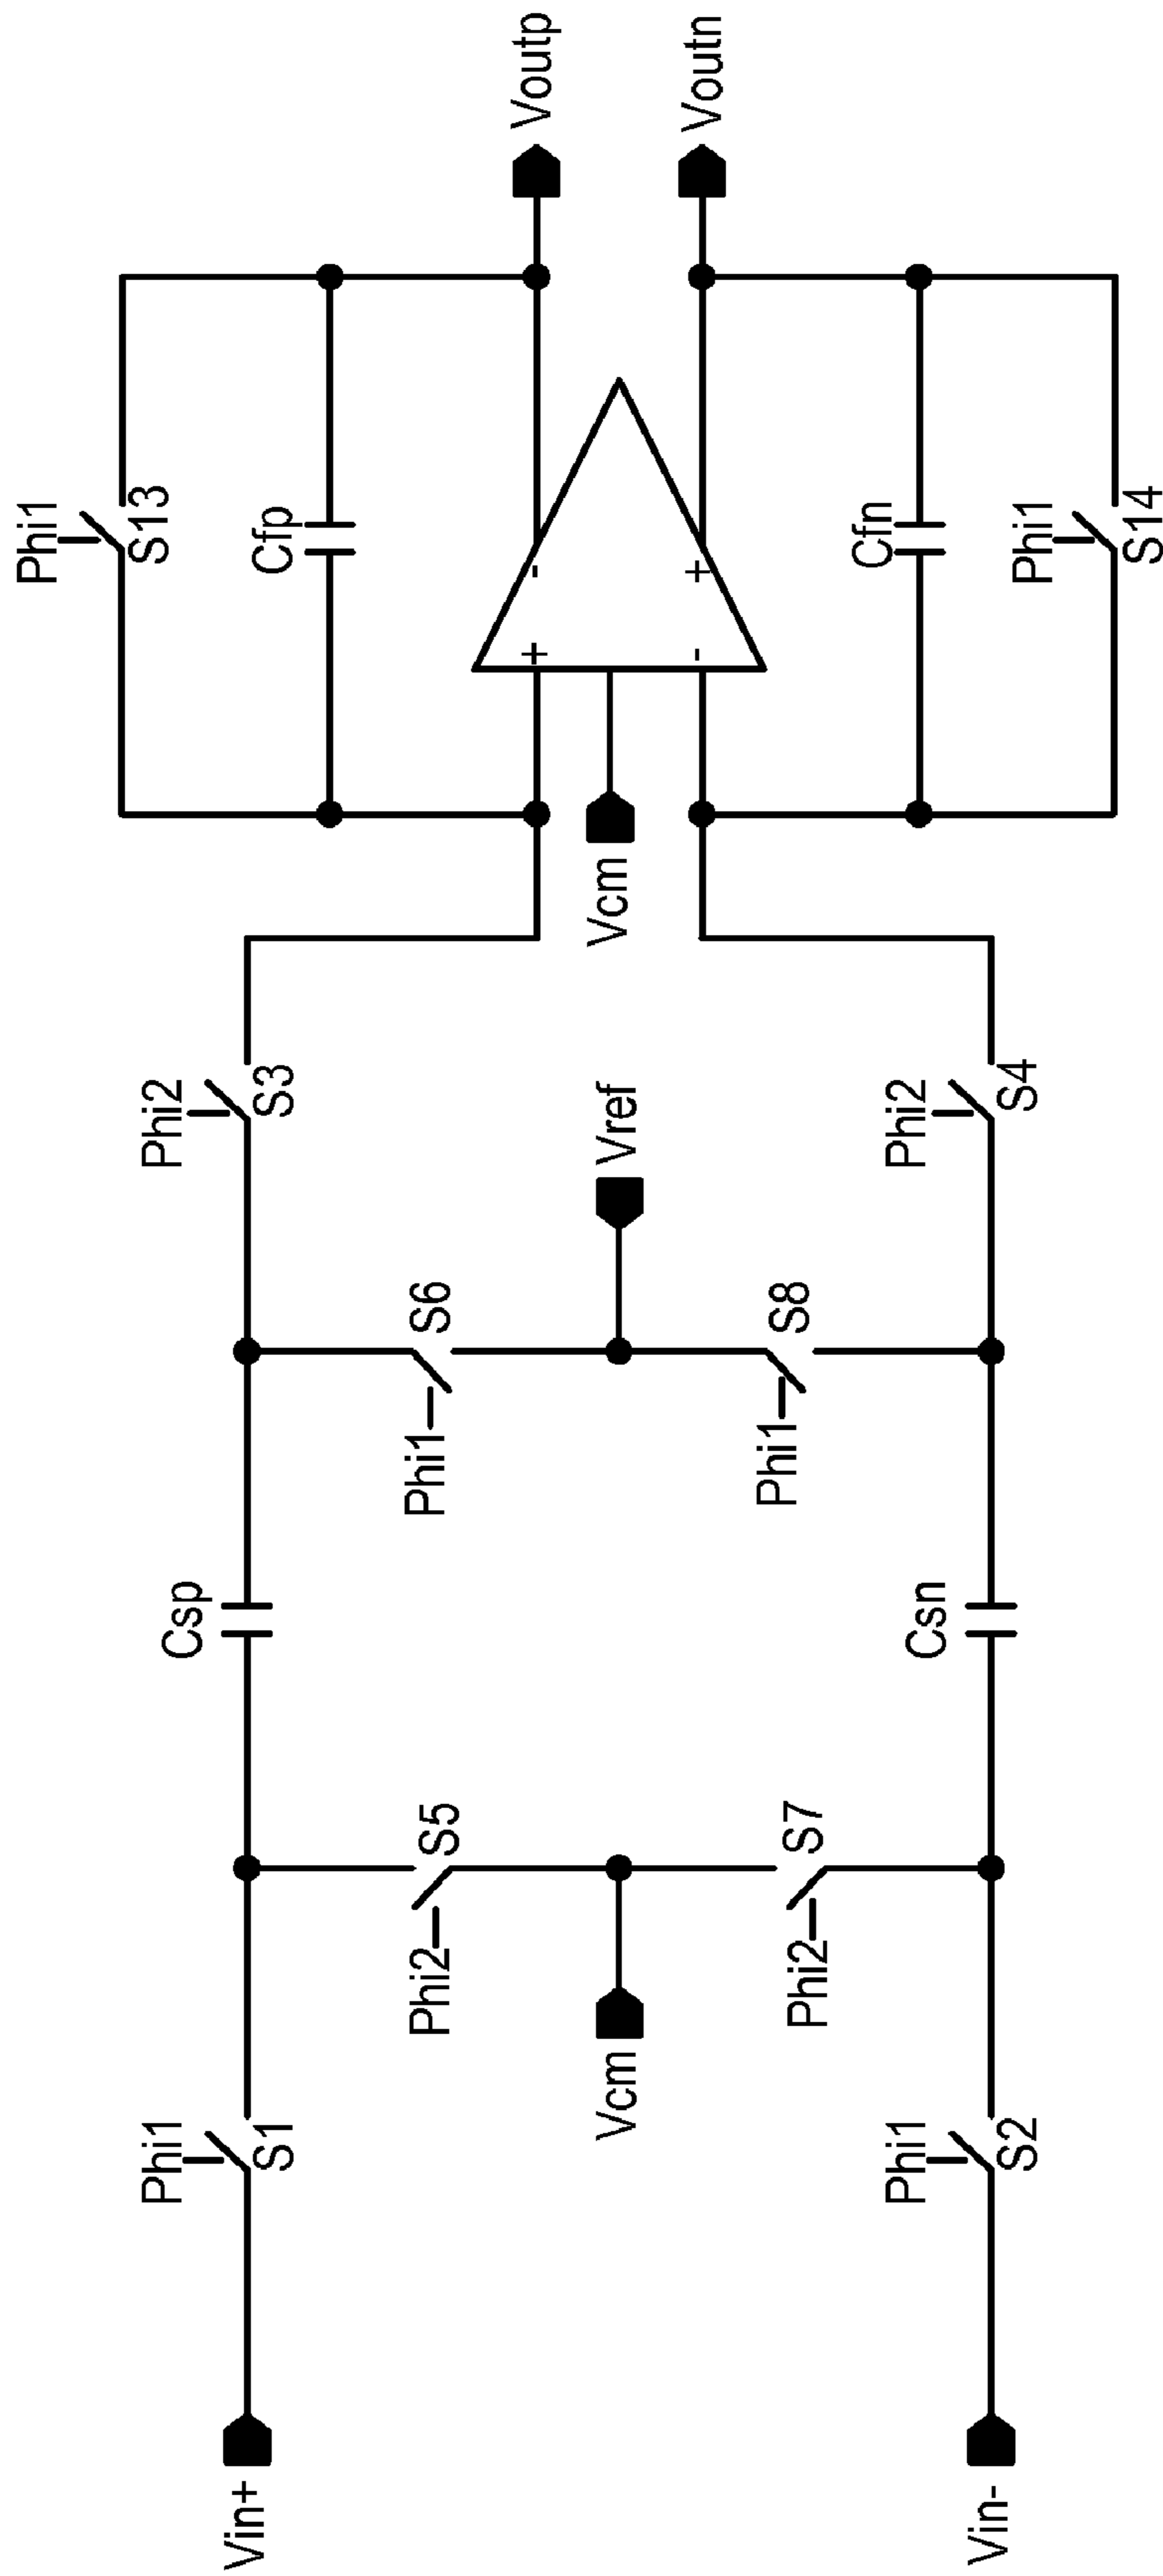 Vin+
Phi1
S1
Phi2
S5
Vcm
Phi2
S7
Vin-
Phi1
S2
Csp
Csn
Phi1
S6
Phi1
S8
Vref
Phi2
S3
Phi2
S4
Vcm
Phi1
S13
Cfp
+
-
-
+
Cfn
Phi1
S14
Voutp
Voutn